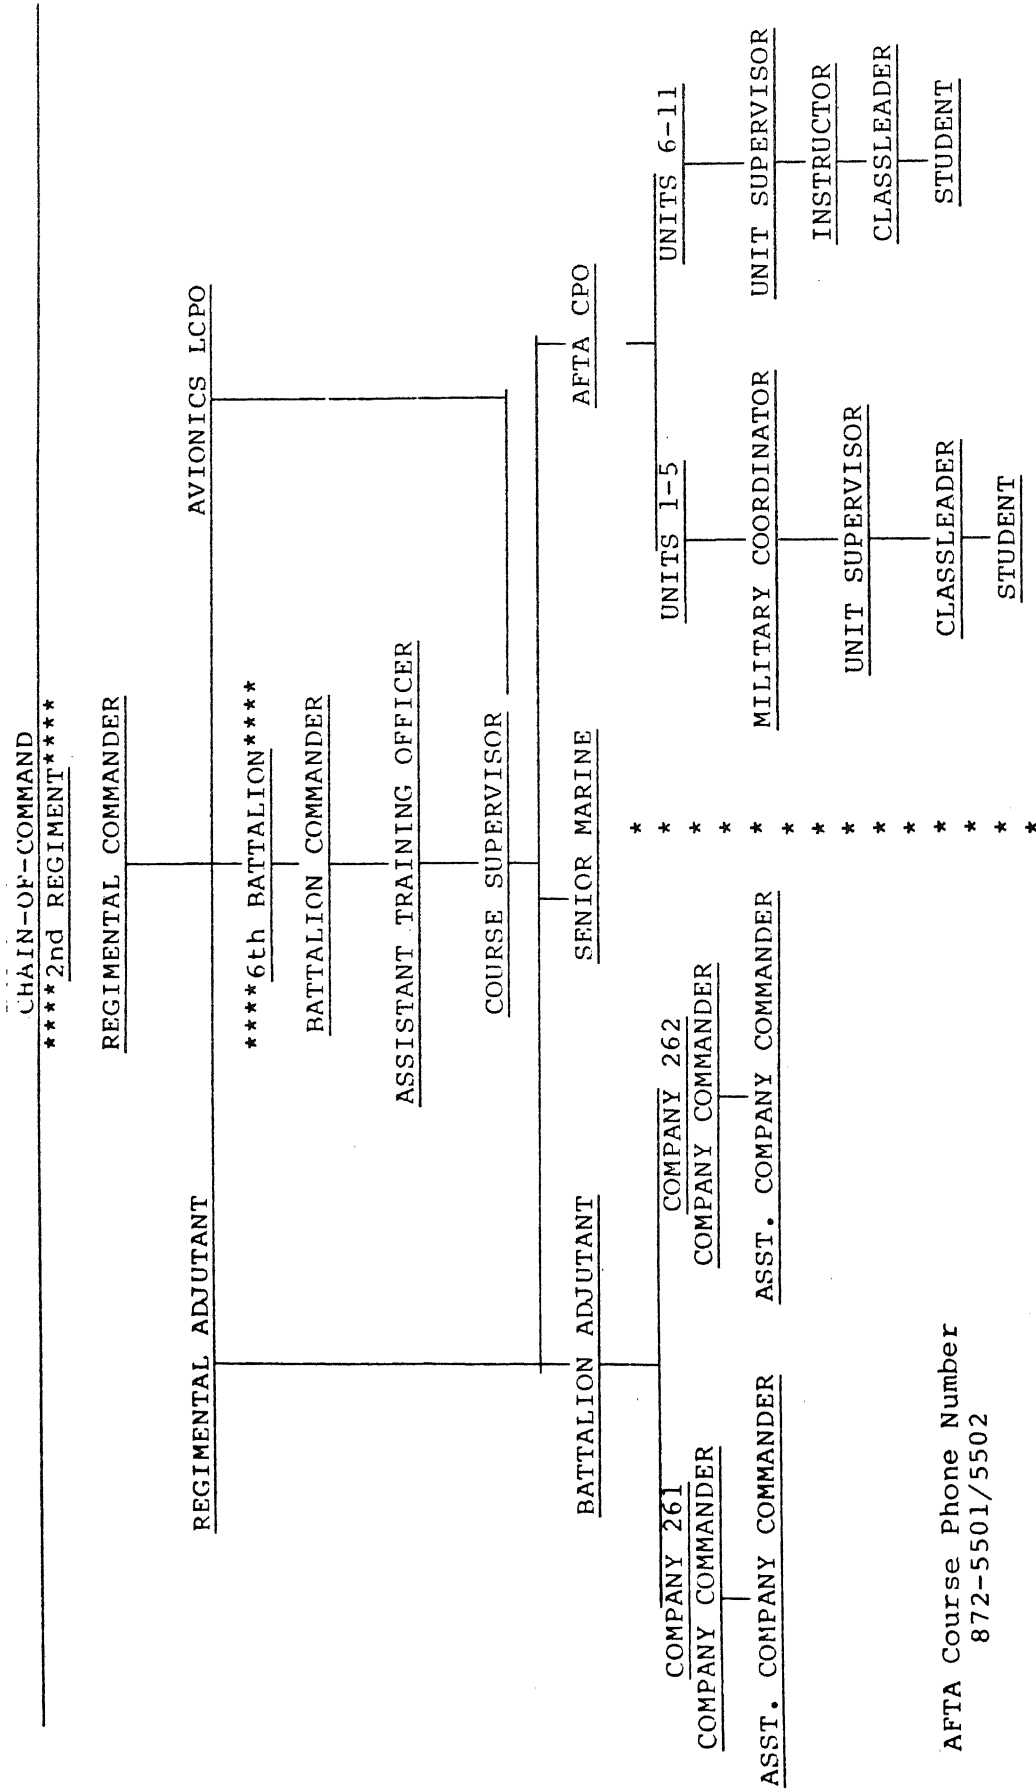 CHAIN-OF-COMMAND
****2nd REGIMENT****
REGIMENTAL COMMANDER
REGIMENTAL ADJUTANT
AVIONICS LCPO
****6th BATTALION****
BATTALION COMMANDER
ASSISTANT TRAINING OFFICER
COURSE SUPERVISOR
BATTALION ADJUTANT
SENIOR MARINE
AFTA CPO
COMPANY 261
COMPANY COMMANDER
ASST. COMPANY COMMANDER
COMPANY 262
COMPANY COMMANDER
ASST. COMPANY COMMANDER
*
*
*
*
*
*
*
*
*
*
*
*
*
*
UNITS 1-5
MILITARY COORDINATOR
UNIT SUPERVISOR
CLASSLEADER
STUDENT
UNITS 6-11
UNIT SUPERVISOR
INSTRUCTOR
CLASSLEADER
STUDENT
AFTA Course Phone Number
872-5501/5502